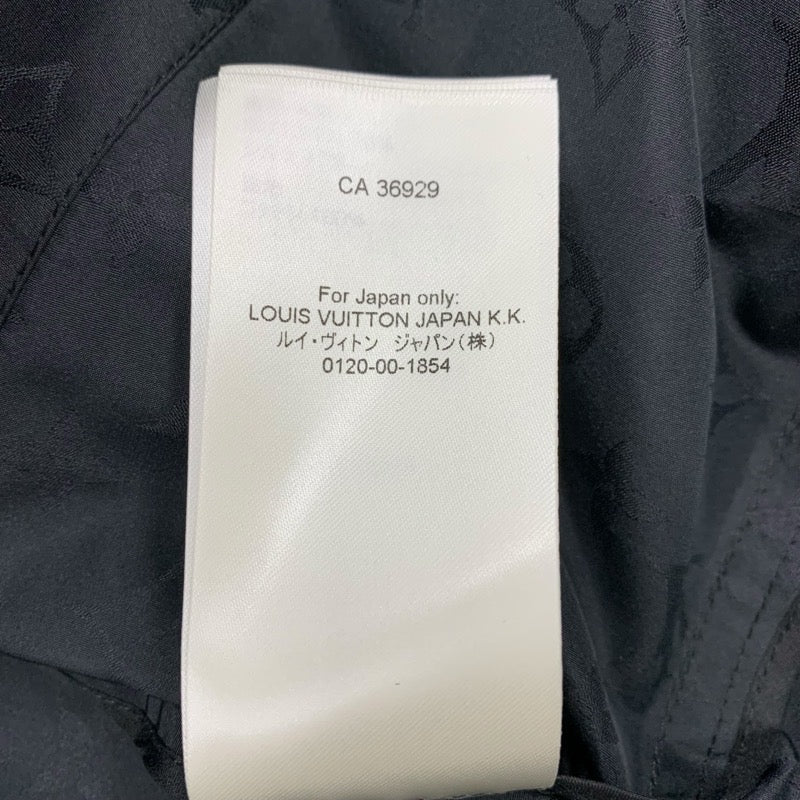 CA 36929
For Japan only:
LOUIS VUITTON JAPAN K.K.
ルイ・ヴィトン ジャパン(株)
0120-00-1854